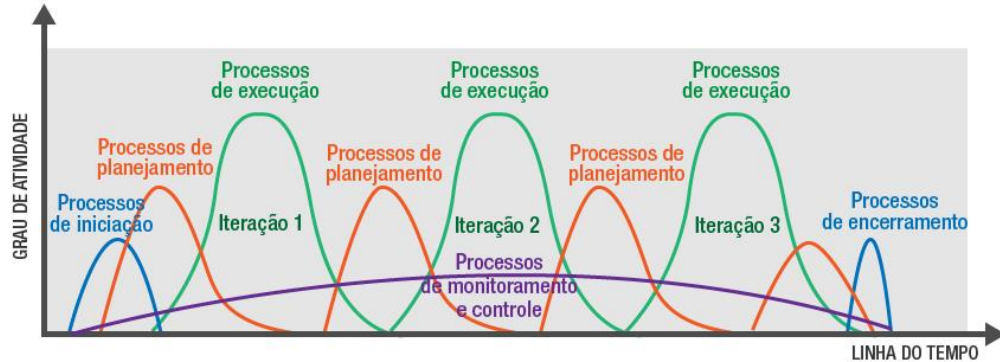 GRAU DE ATIVIDADE
Processos
de iniciação
Processos de
planejamento
Processos
de execução
Iteração 1
Processos de
planejamento
Processos
de execução
Iteração 2
Processos
de monitoramento
e controle
Processos de
planejamento
Processos
de execução
Iteração 3
Processos
de encerramento
LINHA DO TEMPO